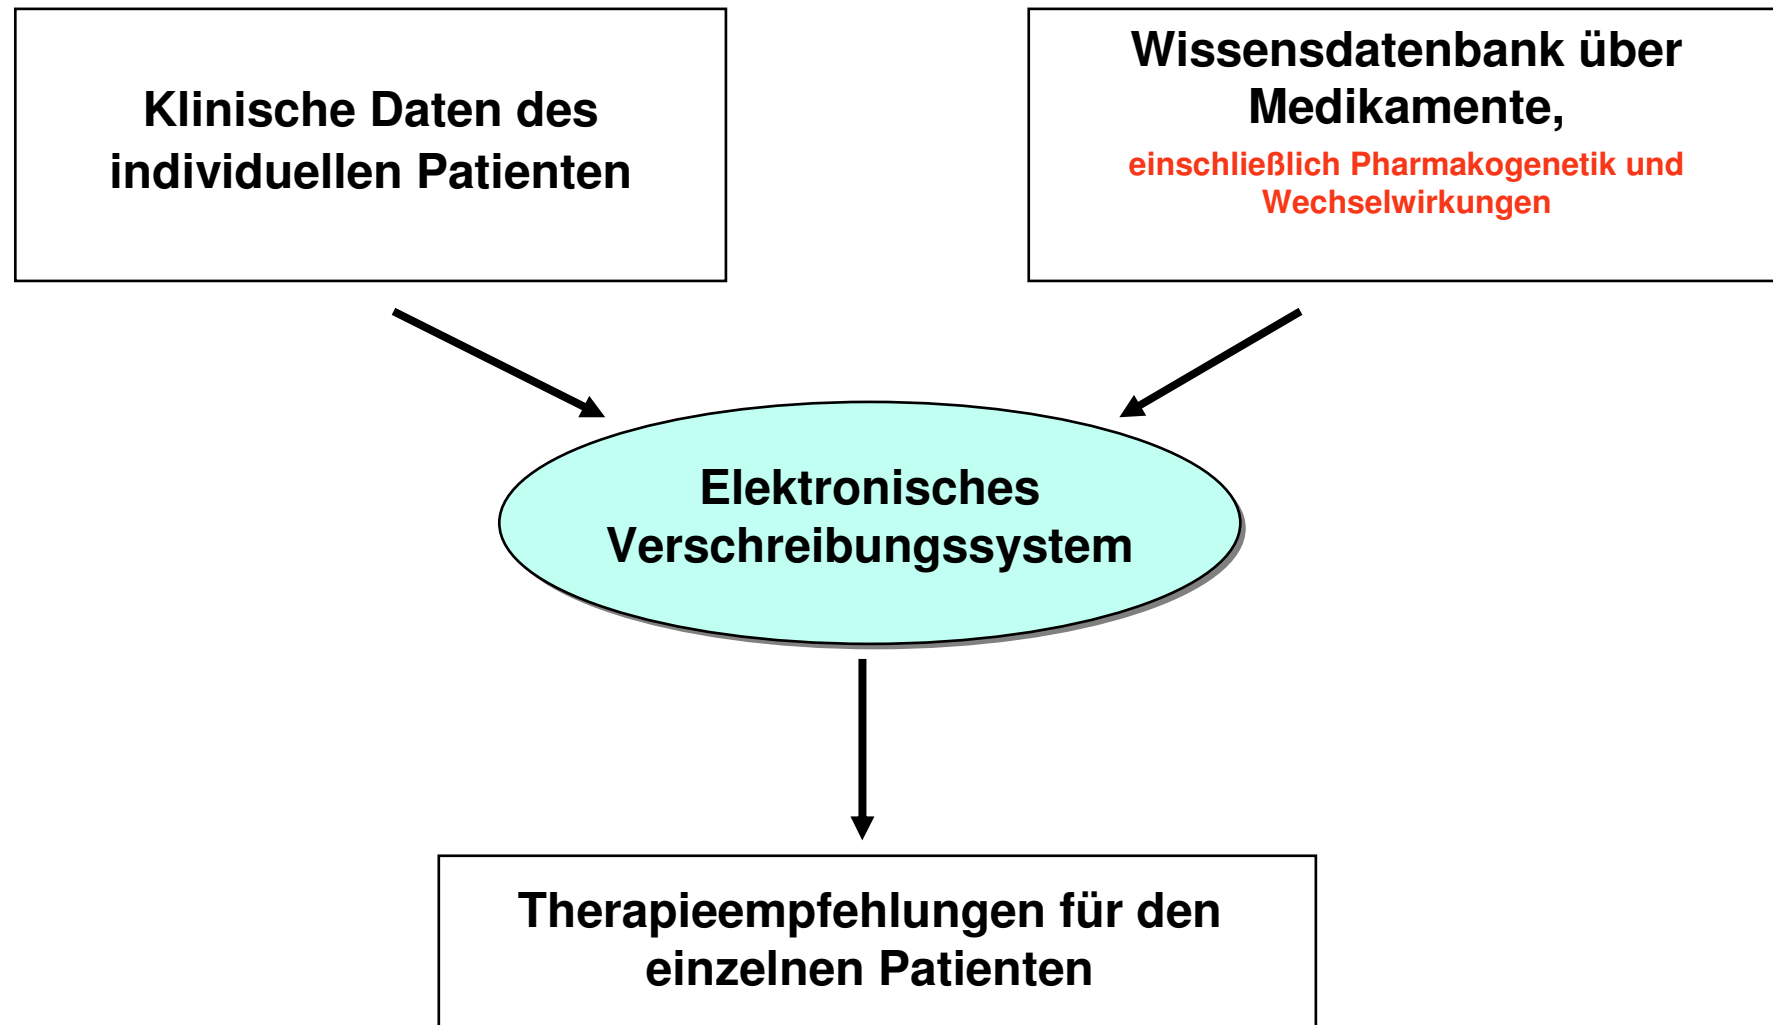 Klinische Daten des
individuellen Patienten
Wissensdatenbank über
Medikamente,
einschließlich Pharmakogenetik und
Wechselwirkungen
Elektronisches
Verschreibungssystem
Therapieempfehlungen für den
einzelnen Patienten